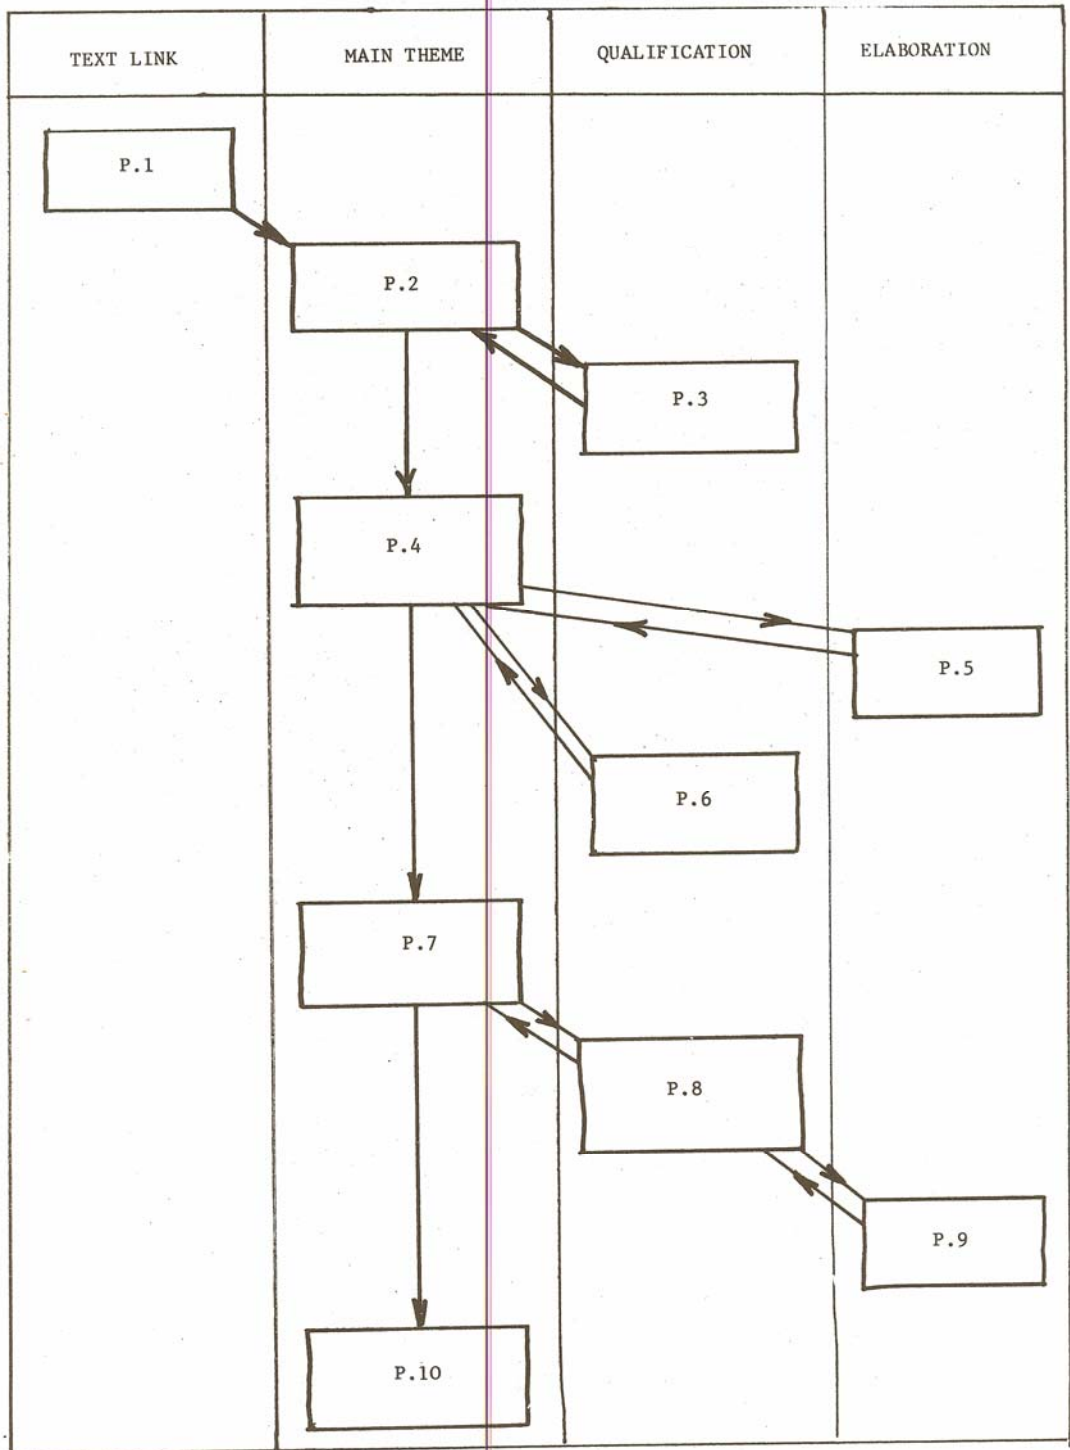 TEXT LINK MAIN THEME QUALIFICATION ELABORATION
P.1
P.2
P.3
P.4
P.5
P.6
P.7
P.8
P.9
P.10